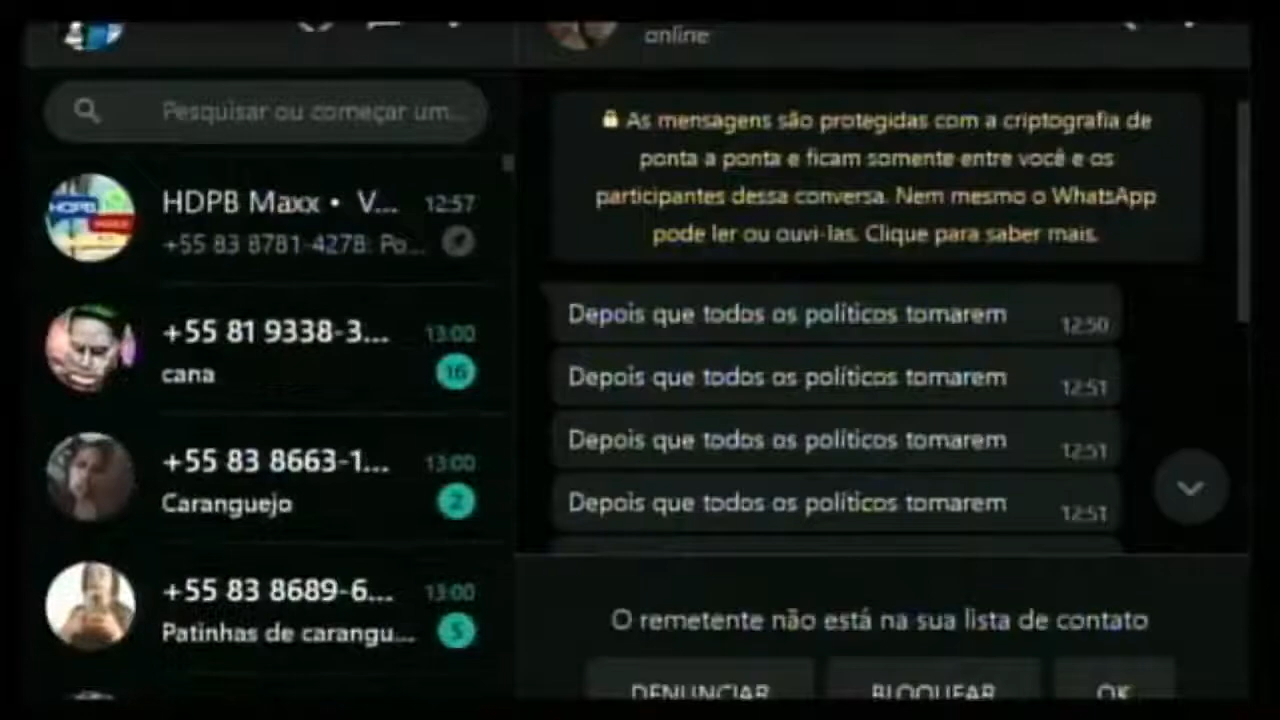 online
Pesquisar ou começar um...
As mensagens são protegidas com a criptografia de
ponta a ponta e ficam somente entre você e os
participantes dessa conversa. Nem mesmo o WhatsApp
pode ler ou ouvi-las. Clique para saber mais.
HDPB
HDPB Maxx • V... 12:57
+55 83 8781-4278: Po...
+55 81 9338-3... 13:00
cana 16
+55 83 8663-1... 13:00
Caranguejo 2
+55 83 8689-6... 13:00
Patinhas de carangu... 5
Depois que todos os políticos tomarem 12:50
Depois que todos os políticos tomarem 12:51
Depois que todos os políticos tomarem 12:51
Depois que todos os políticos tomarem 12:51
O remetente não está na sua lista de contato
DENUNCIAR BLOQUEAR OK